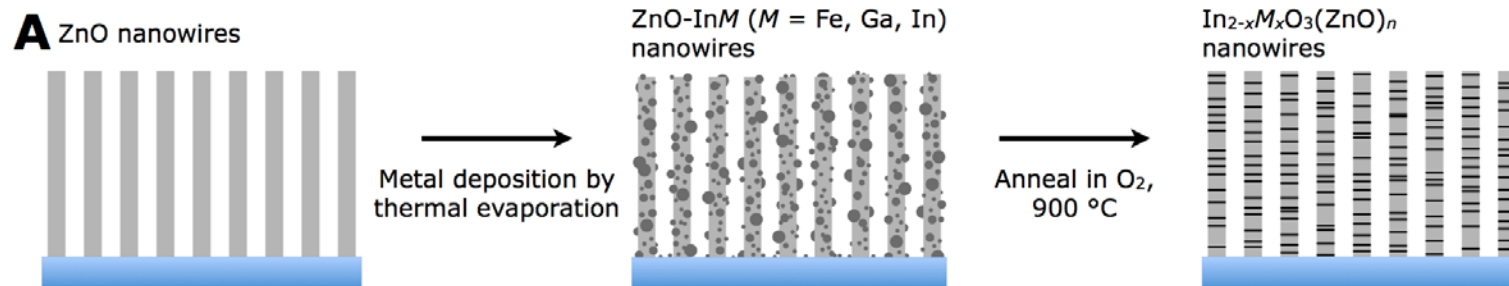 A ZnO nanowires
ZnO-InM (M = Fe, Ga, In)
nanowires
In₂₋ₓMₓO₃(ZnO)ₙ
nanowires
Metal deposition by
thermal evaporation
Anneal in O₂,
900 °C